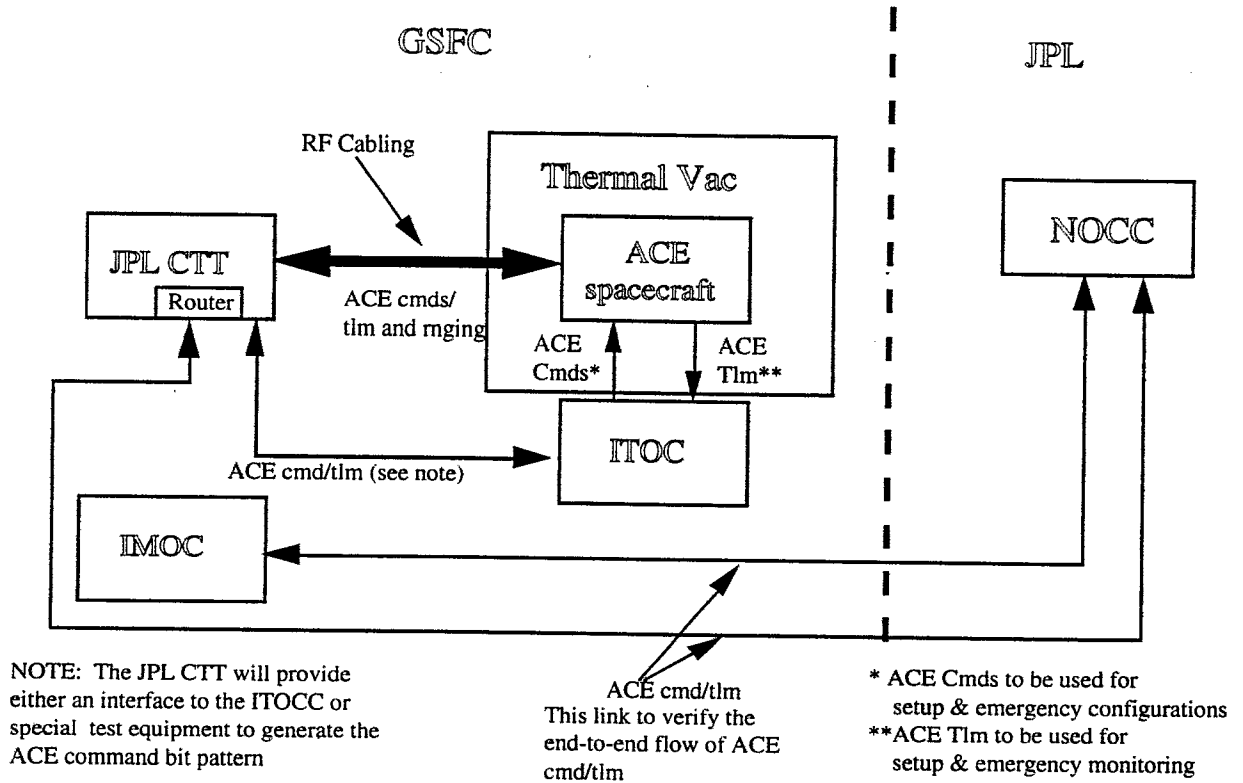 GSFC
JPL
RF Cabling
Thermal Vac
JPL CTT
Router
ACE
spacecraft
NOCC
ACE cmds/
tlm and rnging
ACE
Cmds*
ACE
Tlm**
ITOC
ACE cmd/tlm (see note)
IMOC
NOTE: The JPL CTT will provide
either an interface to the ITOCC or
special test equipment to generate the
ACE command bit pattern
ACE cmd/tlm
This link to verify the
end-to-end flow of ACE
cmd/tlm
* ACE Cmds to be used for
setup & emergency configurations
**ACE Tlm to be used for
setup & emergency monitoring